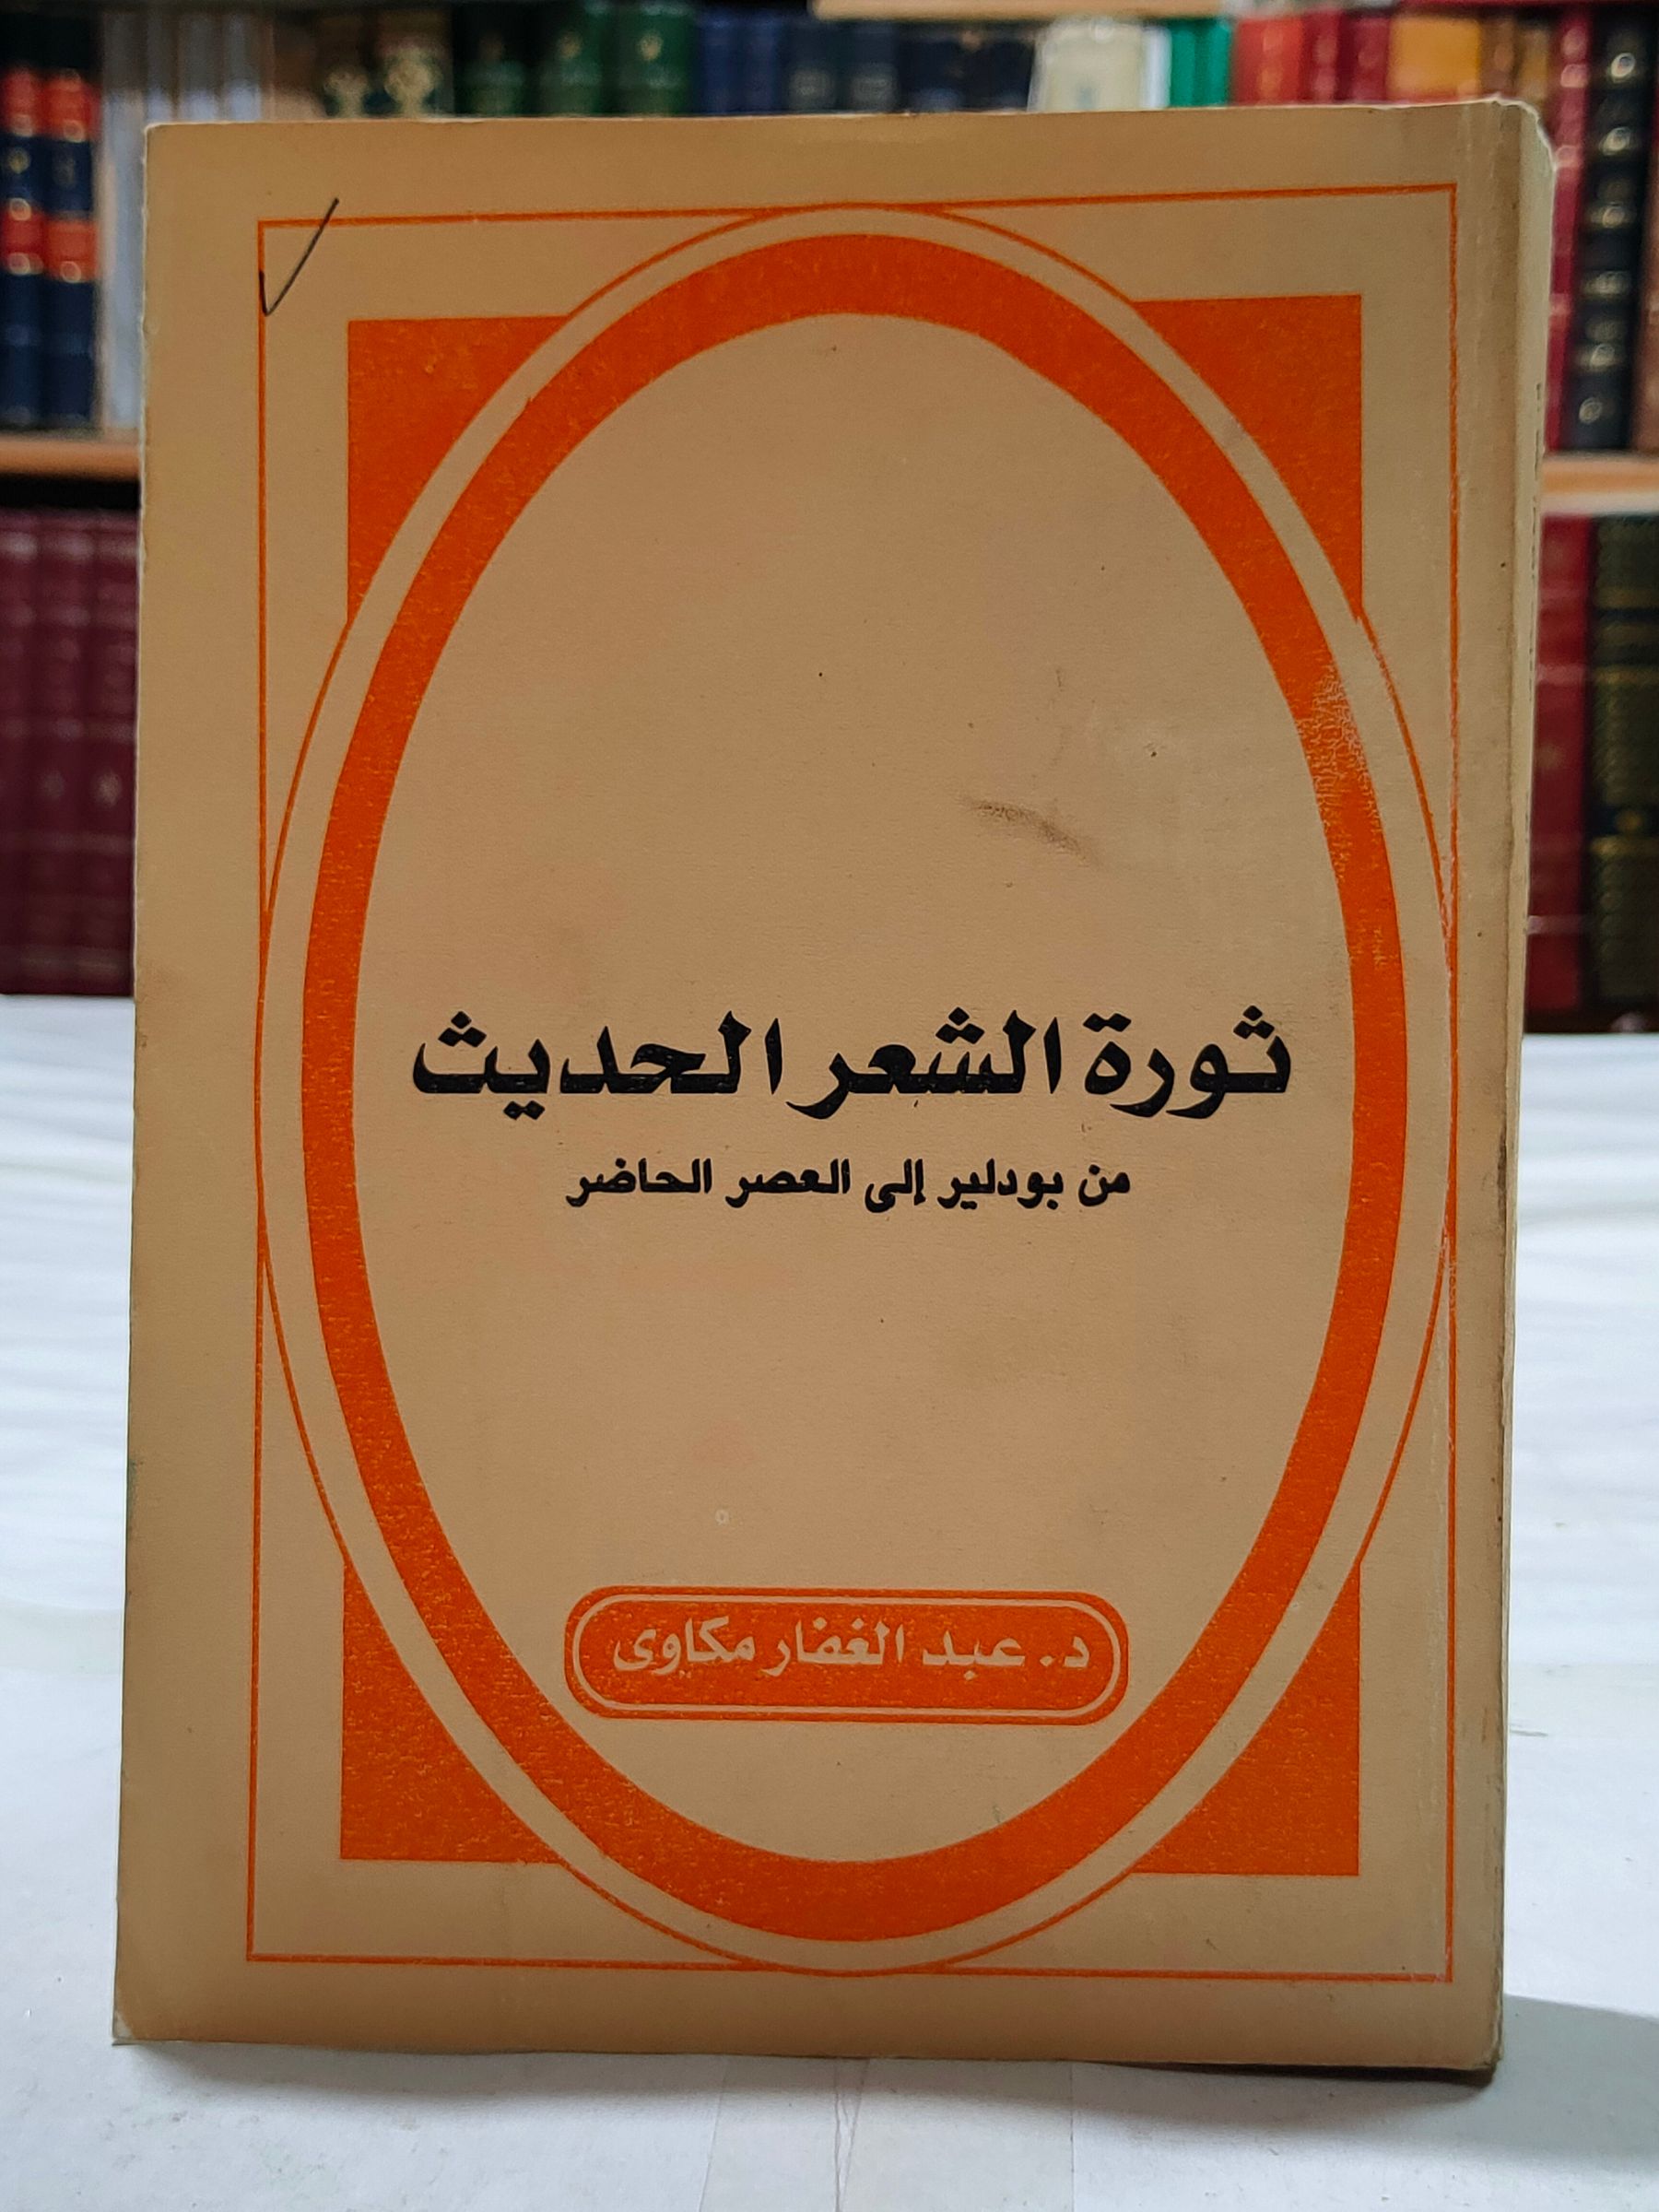 ثورة الشعر الحديث
من بودلير إلى العصر الحاضر
د. عبد الغفار مكاوى